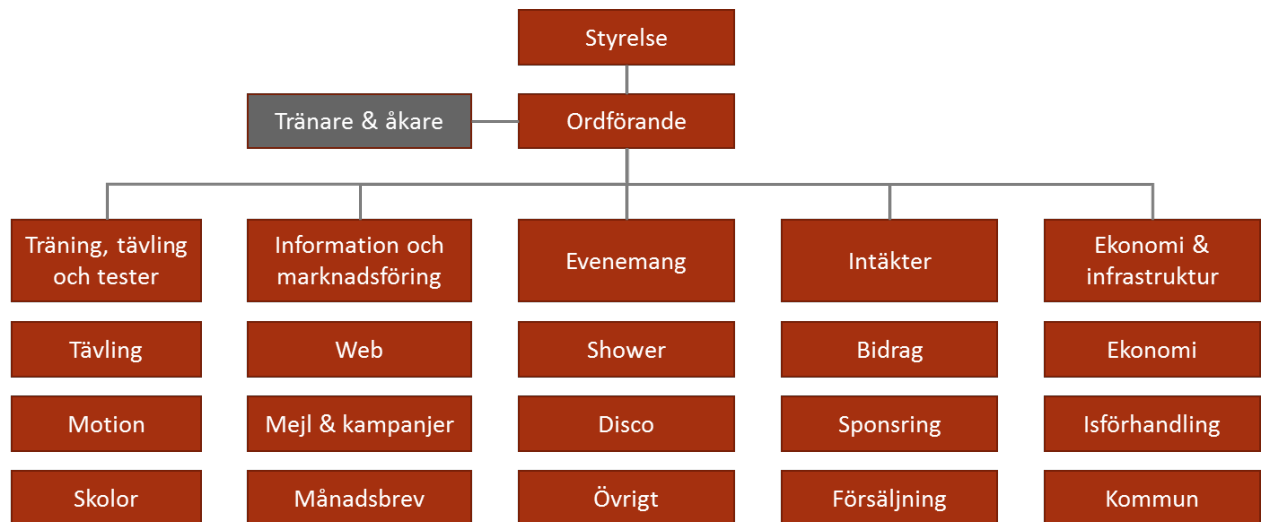 Styrelse
Tränare & åkare
Ordförande
Träning, tävling
och tester
Information och
marknadsföring
Evenemang
Intäkter
Ekonomi &
infrastruktur
Tävling
Web
Shower
Bidrag
Ekonomi
Motion
Mejl & kampanjer
Disco
Sponsring
Isförhandling
Skolor
Månadsbrev
Övrigt
Försäljning
Kommun